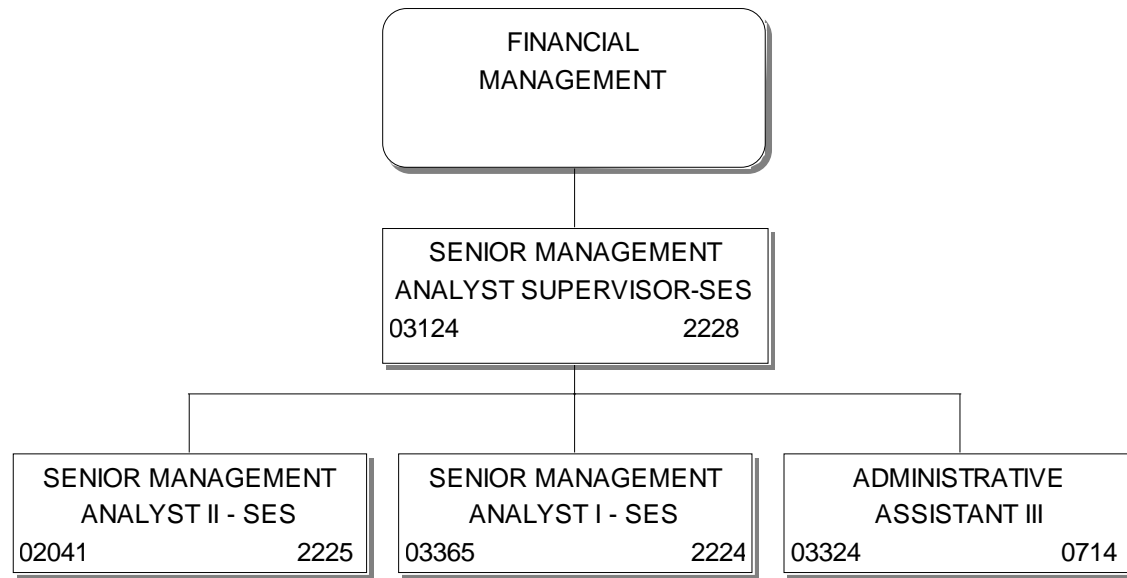 FINANCIAL
MANAGEMENT
SENIOR MANAGEMENT
ANALYST SUPERVISOR-SES
03124 2228
SENIOR MANAGEMENT
ANALYST II - SES
02041 2225
SENIOR MANAGEMENT
ANALYST I - SES
03365 2224
ADMINISTRATIVE
ASSISTANT III
03324 0714